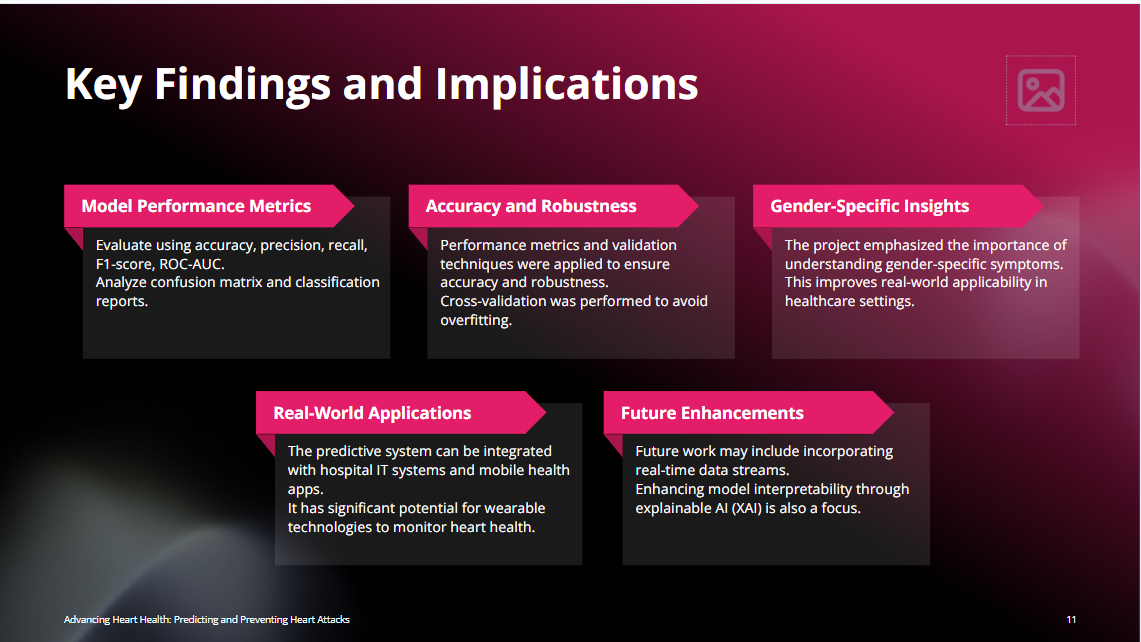 Key Findings and Implications
Model Performance Metrics
Evaluate using accuracy, precision, recall,
F1-score, ROC-AUC.
Analyze confusion matrix and classification
reports.
Accuracy and Robustness
Performance metrics and validation
techniques were applied to ensure
accuracy and robustness.
Cross-validation was performed to avoid
overfitting.
Gender-Specific Insights
The project emphasized the importance of
understanding gender-specific symptoms.
This improves real-world applicability in
healthcare settings.
Real-World Applications
The predictive system can be integrated
with hospital IT systems and mobile health
apps.
It has significant potential for wearable
technologies to monitor heart health.
Future Enhancements
Future work may include incorporating
real-time data streams.
Enhancing model interpretability through
explainable AI (XAI) is also a focus.
Advancing Heart Health: Predicting and Preventing Heart Attacks
11